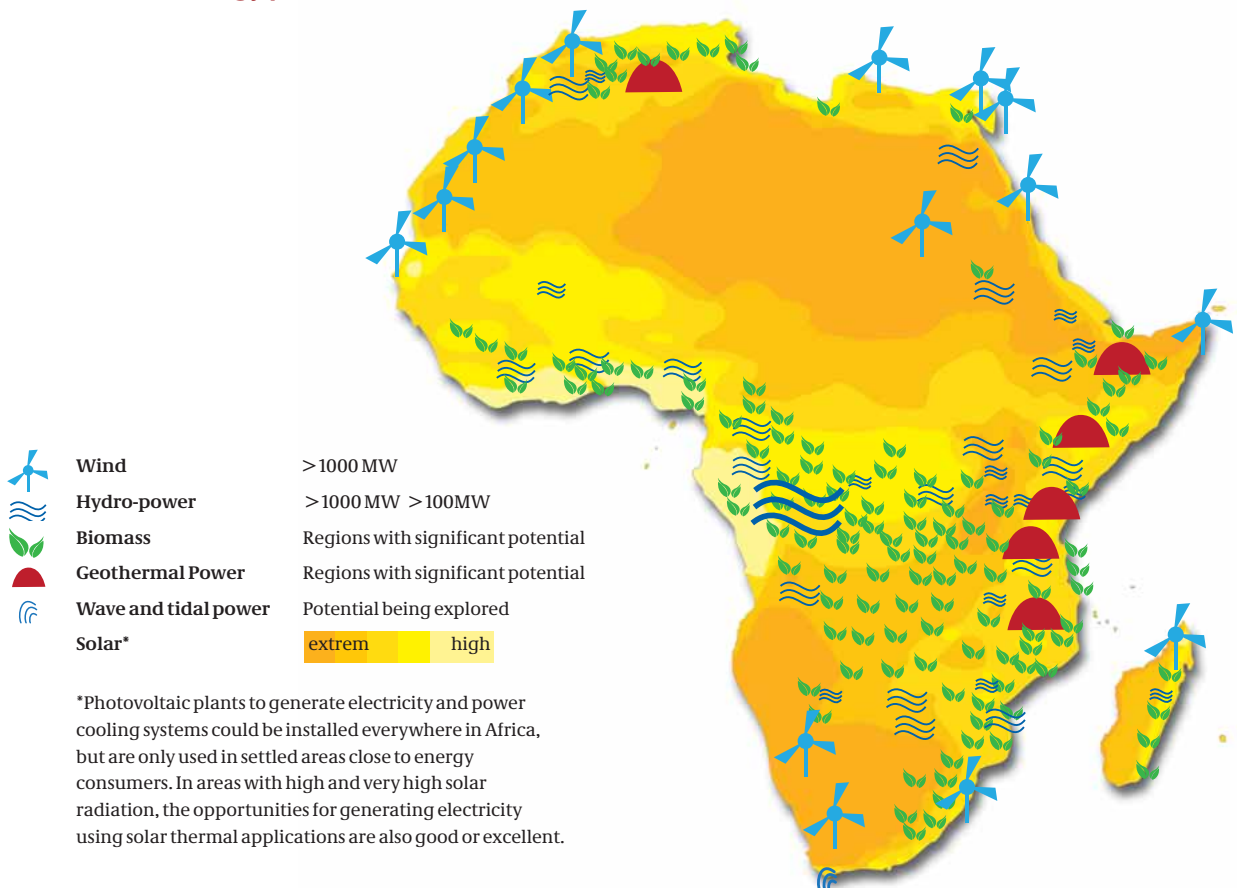 Wind >1000 MW
Hydro-power >1000 MW >100MW
Biomass Regions with significant potential
Geothermal Power Regions with significant potential
Wave and tidal power Potential being explored
Solar* extrem high
*Photovoltaic plants to generate electricity and power
cooling systems could be installed everywhere in Africa,
but are only used in settled areas close to energy
consumers. In areas with high and very high solar
radiation, the opportunities for generating electricity
using solar thermal applications are also good or excellent.